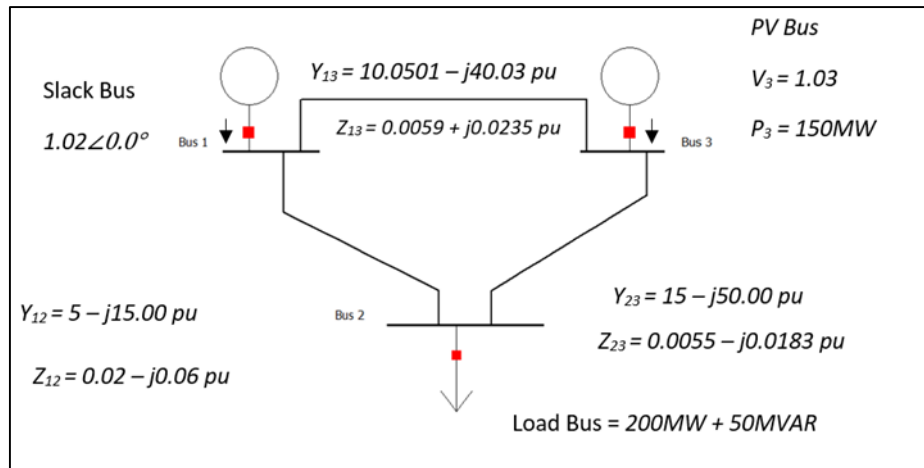 PV Bus
Y13 = 10.0501 – j40.03 pu
V3 = 1.03
Slack Bus
Z13 = 0.0059 + j0.0235 pu
P3 = 150MW
1.02∠0.0°
Bus 1
Bus 3
Y12 = 5 – j15.00 pu
Bus 2
Y23 = 15 – j50.00 pu
Z12 = 0.02 – j0.06 pu
Z23 = 0.0055 – j0.0183 pu
Load Bus = 200MW + 50MVAR